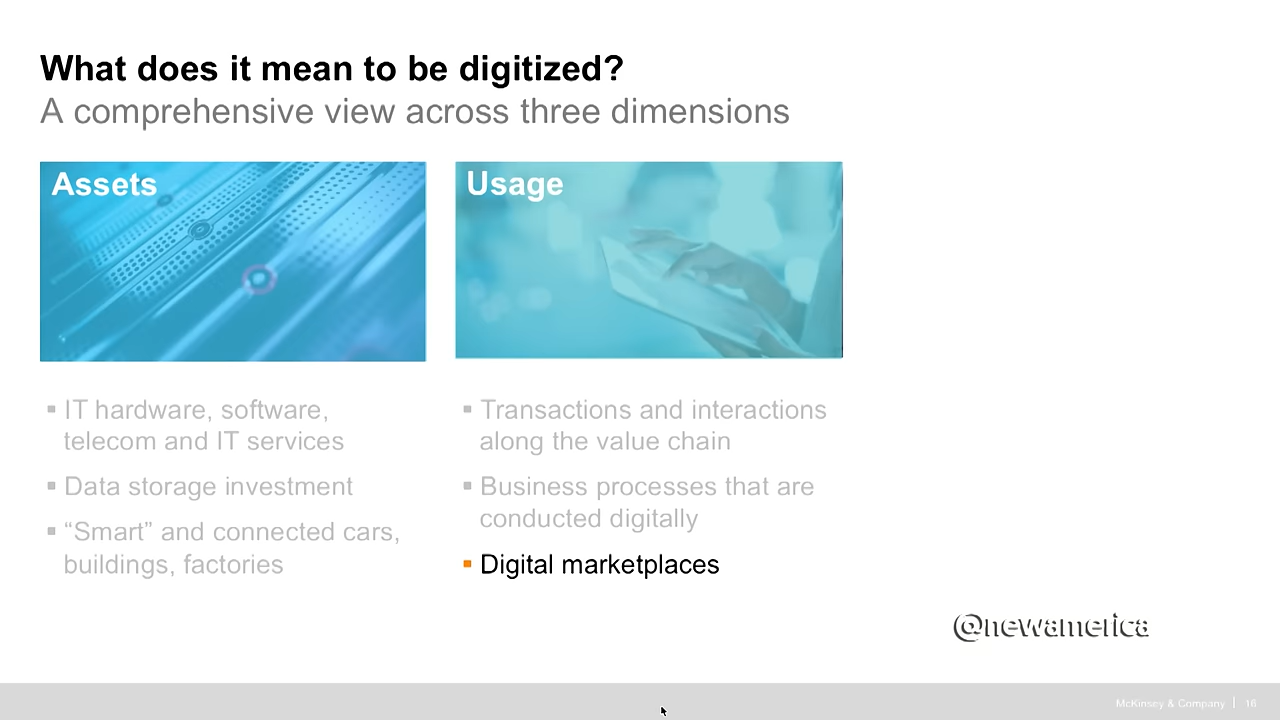 What does it mean to be digitized?
A comprehensive view across three dimensions
Assets
Usage
▪ IT hardware, software,
telecom and IT services
▪ Data storage investment
▪ “Smart” and connected cars,
buildings, factories
▪ Transactions and interactions
along the value chain
▪ Business processes that are
conducted digitally
▪ Digital marketplaces
@newamerica
McKinsey & Company | 16